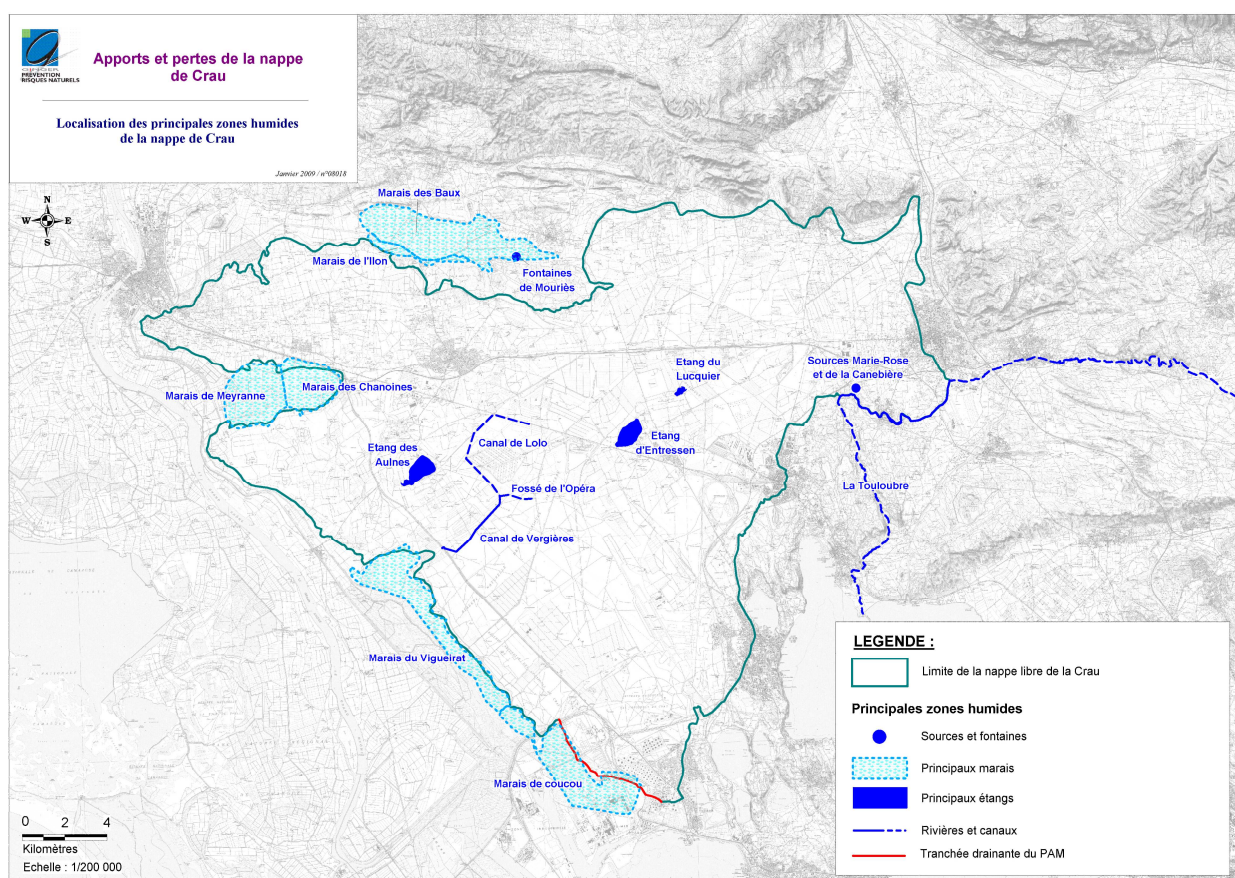 GINGER
PRÉVENTION
RISQUES NATURELS
Apports et pertes de la nappe
de Crau
Localisation des principales zones humides
de la nappe de Crau
Janvier 2009 / n°08018
N
W E
S
Marais des Baux
Marais de l'Ilon
Fontaines
de Mouriès
Marais de Meyranne
Marais des Chanoines
Etang du
Lucquier
Sources Marie-Rose
et de la Canebière
Etang des
Aulnes
Canal de Lolo
Etang
d'Entressen
Fossé de l'Opéra
La Touloubre
Canal de Vergières
Marais du Vigueirat
Marais de coucou
LEGENDE :
Limite de la nappe libre de la Crau
Principales zones humides
Sources et fontaines
Principaux marais
Principaux étangs
Rivières et canaux
Tranchée drainante du PAM
0 2 4
Kilomètres
Echelle : 1/200 000